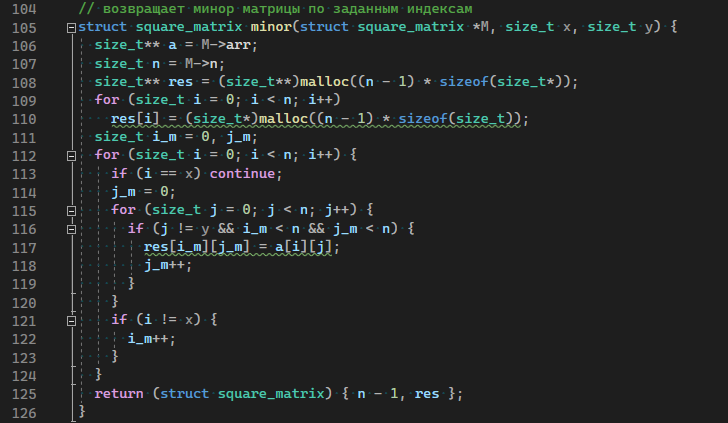 104 // возвращает минор матрицы по заданным индексам
105 struct square_matrix minor(struct square_matrix *M, size_t x, size_t y) {
106   size_t** a = M->arr;
107   size_t n = M->n;
108   size_t** res = (size_t**)malloc((n - 1) * sizeof(size_t*));
109   for (size_t i = 0; i < n; i++)
110     res[i] = (size_t*)malloc((n - 1) * sizeof(size_t));
111   size_t i_m = 0, j_m;
112   for (size_t i = 0; i < n; i++) {
113     if (i == x) continue;
114     j_m = 0;
115     for (size_t j = 0; j < n; j++) {
116       if (j != y && i_m < n && j_m < n) {
117         res[i_m][j_m] = a[i][j];
118         j_m++;
119       }
120     }
121     if (i != x) {
122       i_m++;
123     }
124   }
125   return (struct square_matrix) { n - 1, res };
126 }